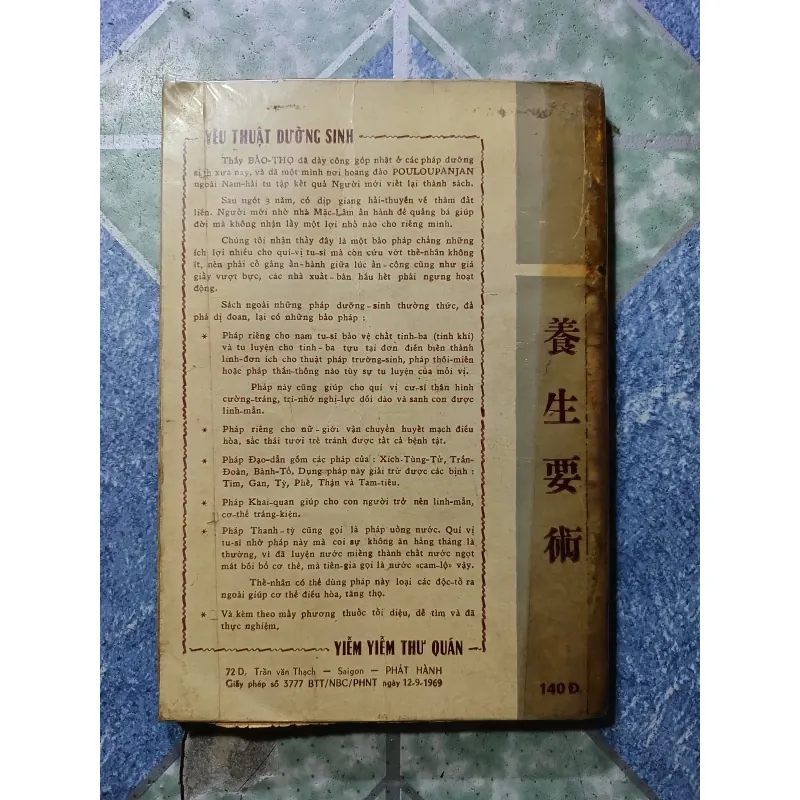 YẾU THUẬT DƯỠNG SINH
Thầy BẢO-THỌ đã dày công góp nhặt ở các pháp dưỡng
sinh xưa nay, và đã một mình nơi hoang đảo POULOUPANJAN
ngoài Nam-hải tu tập kết quả Người mới viết lại thành sách.
Sau ngót 3 năm, có dịp giang hải-thuyền về thăm đất
liền. Người mới nhờ nhà Mặc-Lâm ấn hành để quảng bá giúp
đời mà không nhận lấy một lợi nhỏ nào cho riêng mình.
Chúng tôi nhận thấy đây là một bảo pháp chẳng những
ích lợi nhiều cho quí-vị tu-sĩ mà còn cứu vớt thế-nhân không
ít, nên phải cố gắng ấn-hành giữa lúc ấn-công cũng như giá
giấy vượt bực, các nhà xuất-bản hầu hết phải ngưng hoạt
động.
Sách ngoài những pháp dưỡng-sinh thường thức, đả
phá dị đoan, lại có những bảo pháp :
* Pháp riêng cho nam tu-sĩ bảo vệ chất tinh-ba (tinh khí)
và tu luyện cho tinh-ba tựu tại đơn điền biến thành
linh-đơn ích cho thuật pháp trường-sinh, pháp thôi-miên
hoặc pháp thần-thông nào tùy sự tu luyện của mỗi vị.
Pháp này cũng giúp cho quí vị cư-sĩ thân hình
cường-tráng, trí-nhớ nghị-lực dồi dào và sanh con được
linh-mẫn.
* Pháp riêng cho nữ-giới vận chuyển huyết mạch điều
hòa, sắc thái tươi trẻ tránh được tất cả bệnh tật.
* Pháp Đạo-dẫn gồm các pháp của : Xích-Tùng-Tử, Trần-
Đoàn, Bành-Tổ. Dụng pháp này giải trừ được các bịnh :
Tim, Gan, Tỳ, Phế, Thận và Tam-tiêu.
* Pháp Khai-quan giúp cho con người trở nên linh-mẫn,
cơ-thể tráng-kiện.
* Pháp Thanh-tỷ cũng gọi là pháp uống nước. Quí vị
tu-sĩ nhờ pháp này mà coi sự không ăn hằng tháng là
thường, vì đã luyện nước miếng thành chất nước ngọt
mát bồi bổ cơ thể, mà tiên-gia gọi là nước «cam-lộ» vậy.
Thế-nhân có thể dùng pháp này loại các độc-tố ra
ngoài giúp cơ thể điều hòa, tăng thọ.
* Và kèm theo mấy phương thuốc tối diệu, dễ tìm và đã
thực nghiệm.
YIỄM YIỄM THƯ QUÁN
72 D, Trần văn Thạch — Saigon — PHÁT HÀNH
Giấy phép số 3777 BTT/NBC/PHNT ngày 12-9-1969
養生要術
140 Đ.